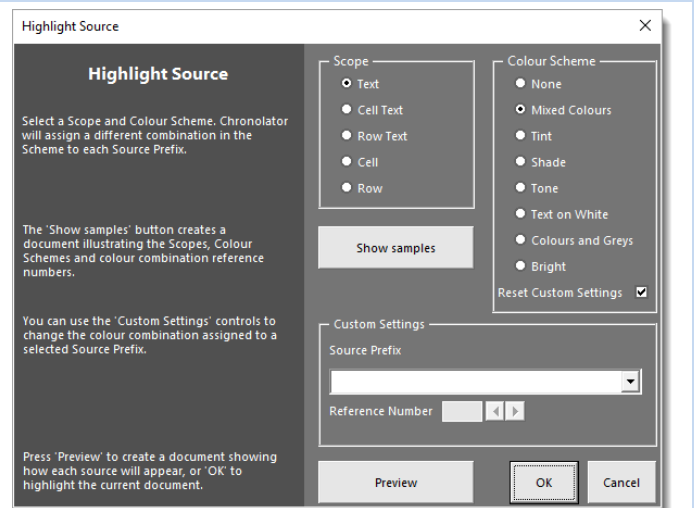 Highlight Source
Highlight Source
Select a Scope and Colour Scheme. Chronolator
will assign a different combination in the
Scheme to each Source Prefix.
The 'Show samples' button creates a
document illustrating the Scopes, Colour
Schemes and colour combination reference
numbers.
You can use the 'Custom Settings' controls to
change the colour combination assigned to a
selected Source Prefix.
Press 'Preview' to create a document showing
how each source will appear, or 'OK' to
highlight the current document.
Scope
Text
Cell Text
Row Text
Cell
Row
Show samples
Colour Scheme
None
Mixed Colours
Tint
Shade
Tone
Text on White
Colours and Greys
Bright
Reset Custom Settings
Custom Settings
Source Prefix
Reference Number
Preview
OK
Cancel